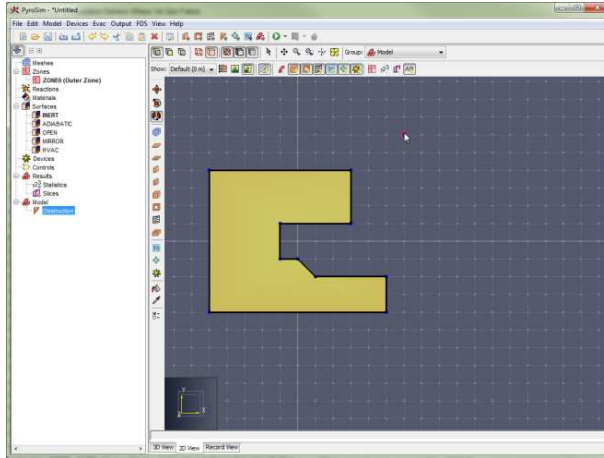 PyroSim - "Untitled
File Edit Model Devices Evac Output FDS View Help
Group: Model
Show: Default (0 m)
Meshes
Zones
ZONE0 (Outer Zone)
Reactions
Materials
Surfaces
INERT
ADIABATIC
OPEN
MIRROR
HVAC
Devices
Controls
Results
Statistics
Slices
Model
Obstruction
Y
X
Z
3D View 2D View Record View